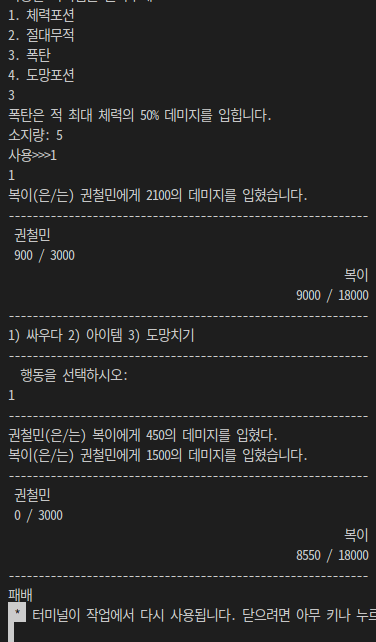 1. 체력포션
2. 절대무적
3. 폭탄
4. 도망포션
3
폭탄은 적 최대 체력의 50% 데미지를 입힙니다.
소지량: 5
사용>>>1
1
복이(은/는) 권철민에게 2100의 데미지를 입혔습니다.
------------------------------------------------------------
권철민
900 / 3000
복이
9000 / 18000
------------------------------------------------------------
1) 싸우다 2) 아이템 3) 도망치기
------------------------------------------------------------
행동을 선택하시오:
1
------------------------------------------------------------
권철민(은/는) 복이에게 450의 데미지를 입혔다.
복이(은/는) 권철민에게 1500의 데미지를 입혔습니다.
------------------------------------------------------------
권철민
0 / 3000
복이
8550 / 18000
------------------------------------------------------------
패배
* 터미널이 작업에서 다시 사용됩니다. 닫으려면 아무 키나 누르